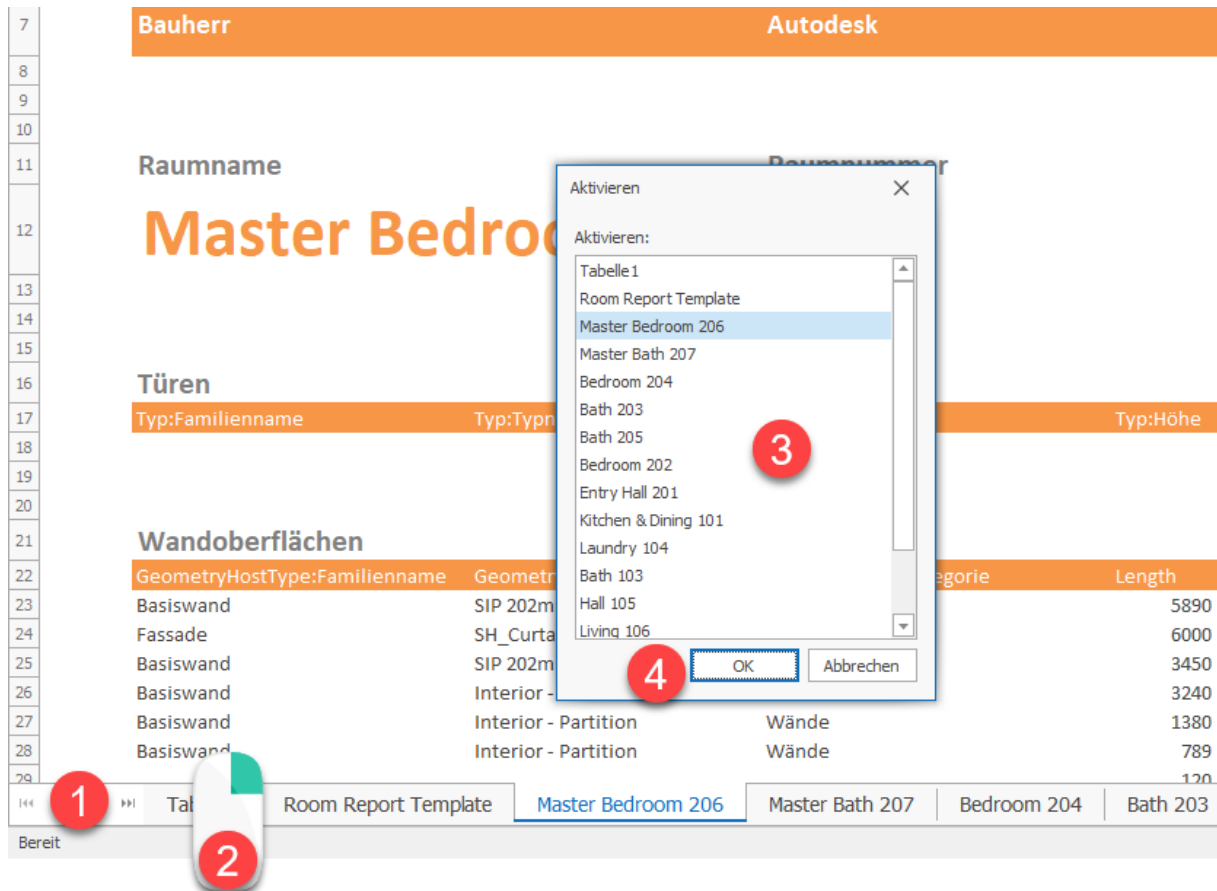 7 Bauherr Autodesk
8
9
10
11 Raumname Raumnummer
12 Master Bedroo
13
14
15
16 Türen
17 Typ:Familienname Typ:Typn Typ:Höhe
18
19
20
21 Wandoberflächen
22 GeometryHostType:Familienname Geometr egorie Length
23 Basiswand SIP 202m 5890
24 Fassade SH_Curta 6000
25 Basiswand SIP 202m 3450
26 Basiswand Interior - 3240
27 Basiswand Interior - Partition Wände 1380
28 Basiswand Interior - Partition Wände 789
29 120
Aktivieren
Aktivieren:
Tabelle1
Room Report Template
Master Bedroom 206
Master Bath 207
Bedroom 204
Bath 203
Bath 205
Bedroom 202
Entry Hall 201
Kitchen & Dining 101
Laundry 104
Bath 103
Hall 105
Living 106
3
4 OK Abbrechen
1 Tab Room Report Template Master Bedroom 206 Master Bath 207 Bedroom 204 Bath 203
2
Bereit